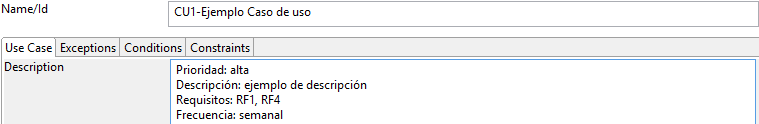 Name/Id
CU1-Ejemplo Caso de uso
Use Case Exceptions Conditions Constraints
Description
Prioridad: alta
Descripción: ejemplo de descripción
Requisitos: RF1, RF4
Frecuencia: semanal